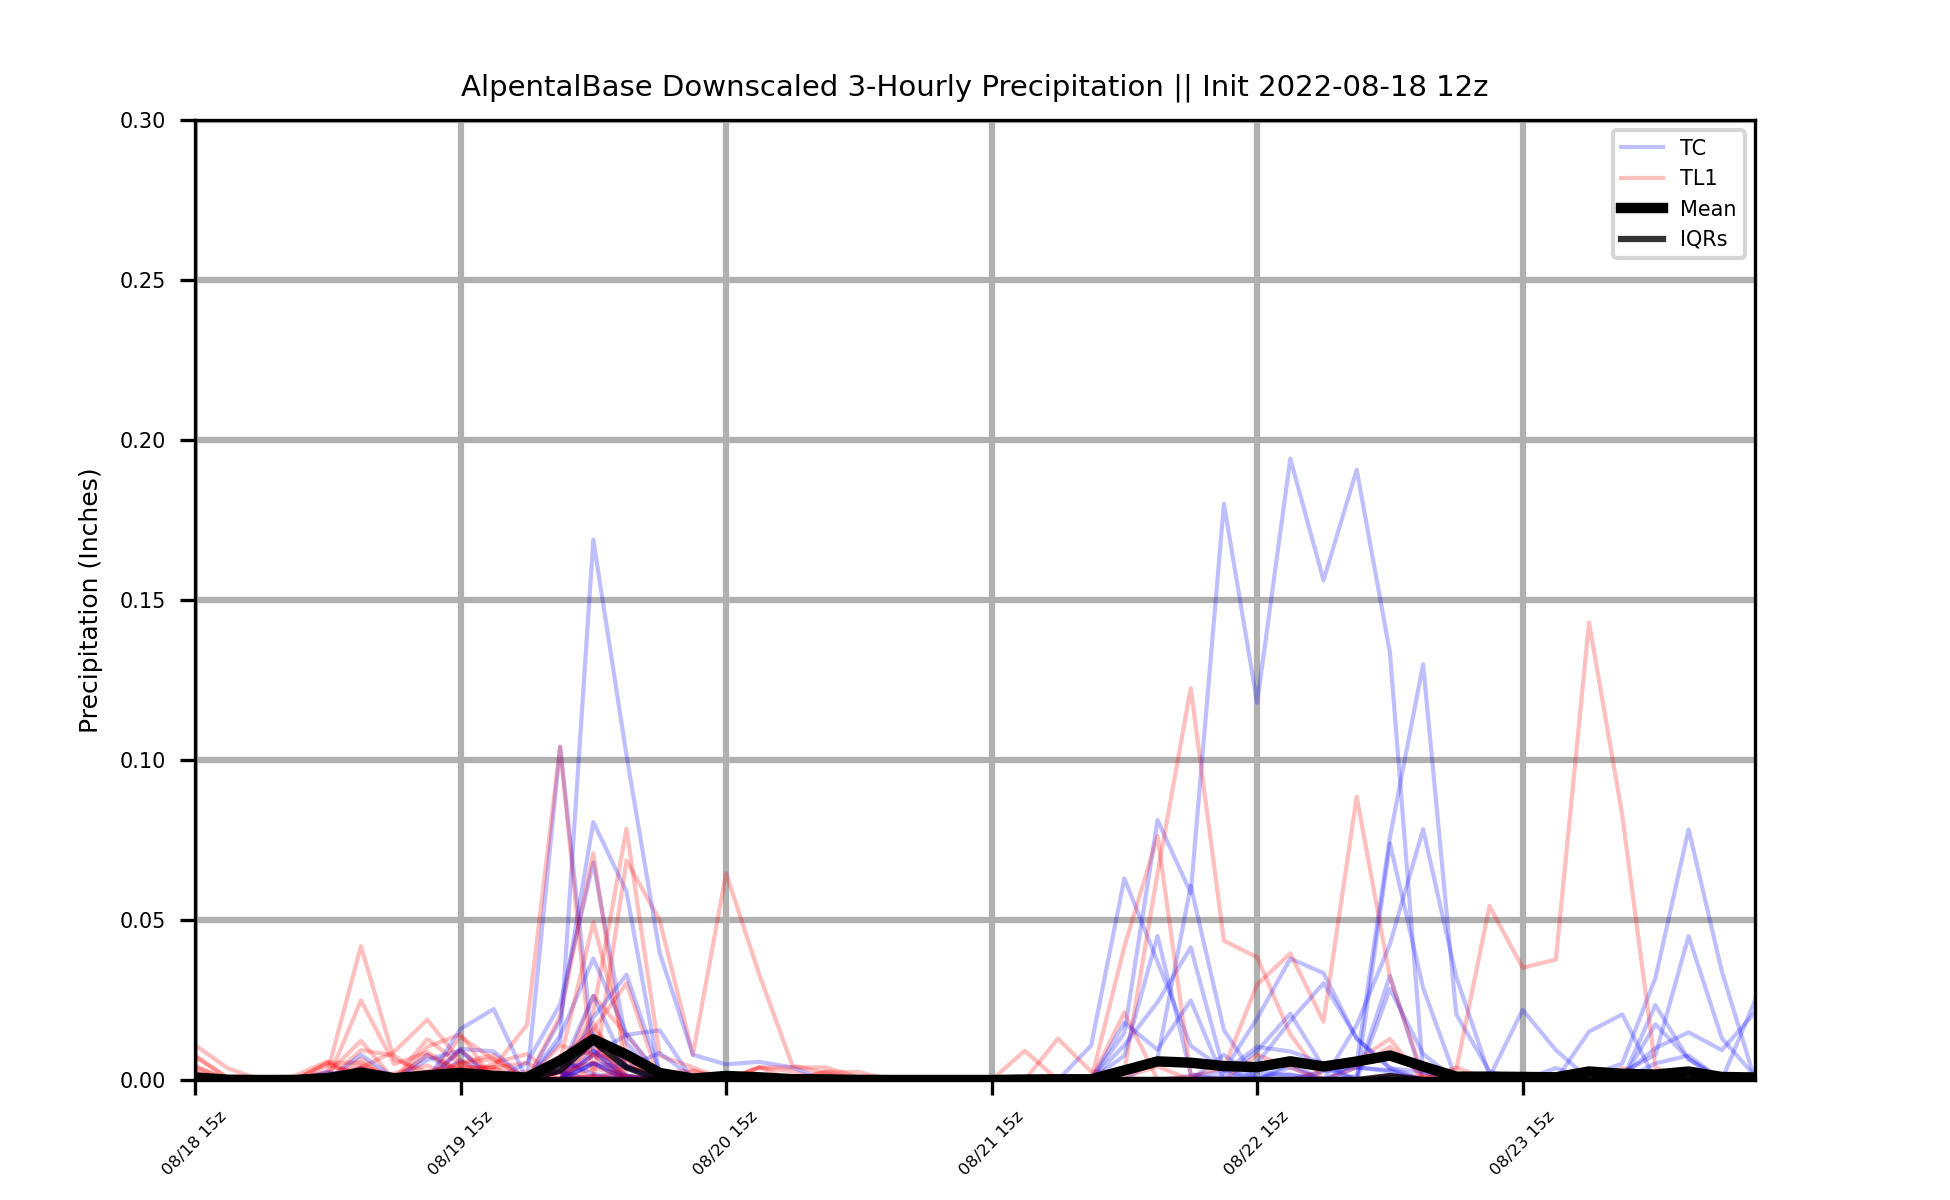 AlpentalBase Downscaled 3-Hourly Precipitation || Init 2022-08-18 12z
0.30
0.25
0.20
0.15
0.10
0.05
0.00
Precipitation (Inches)
TC
TL1
Mean
IQRs
08/18 15z
08/19 15z
08/20 15z
08/21 15z
08/22 15z
08/23 15z